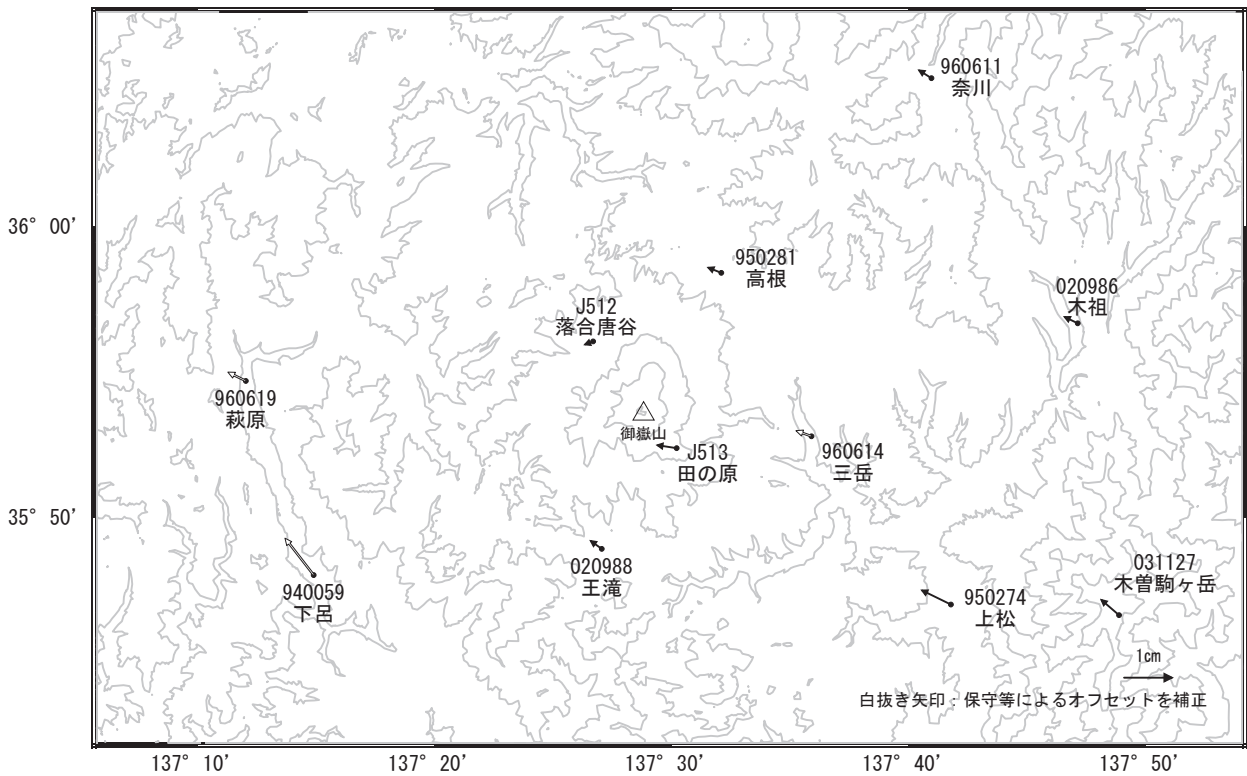 960611
奈川
36° 00'
950281
高根
020986
木祖
J512
落合唐谷
960619
萩原
御嶽山
J513
田の原
960614
三岳
35° 50'
020988
王滝
031127
木曽駒ヶ岳
940059
下呂
950274
上松
1cm
白抜き矢印：保守等によるオフセットを補正
137° 10' 137° 20' 137° 30' 137° 40' 137° 50'